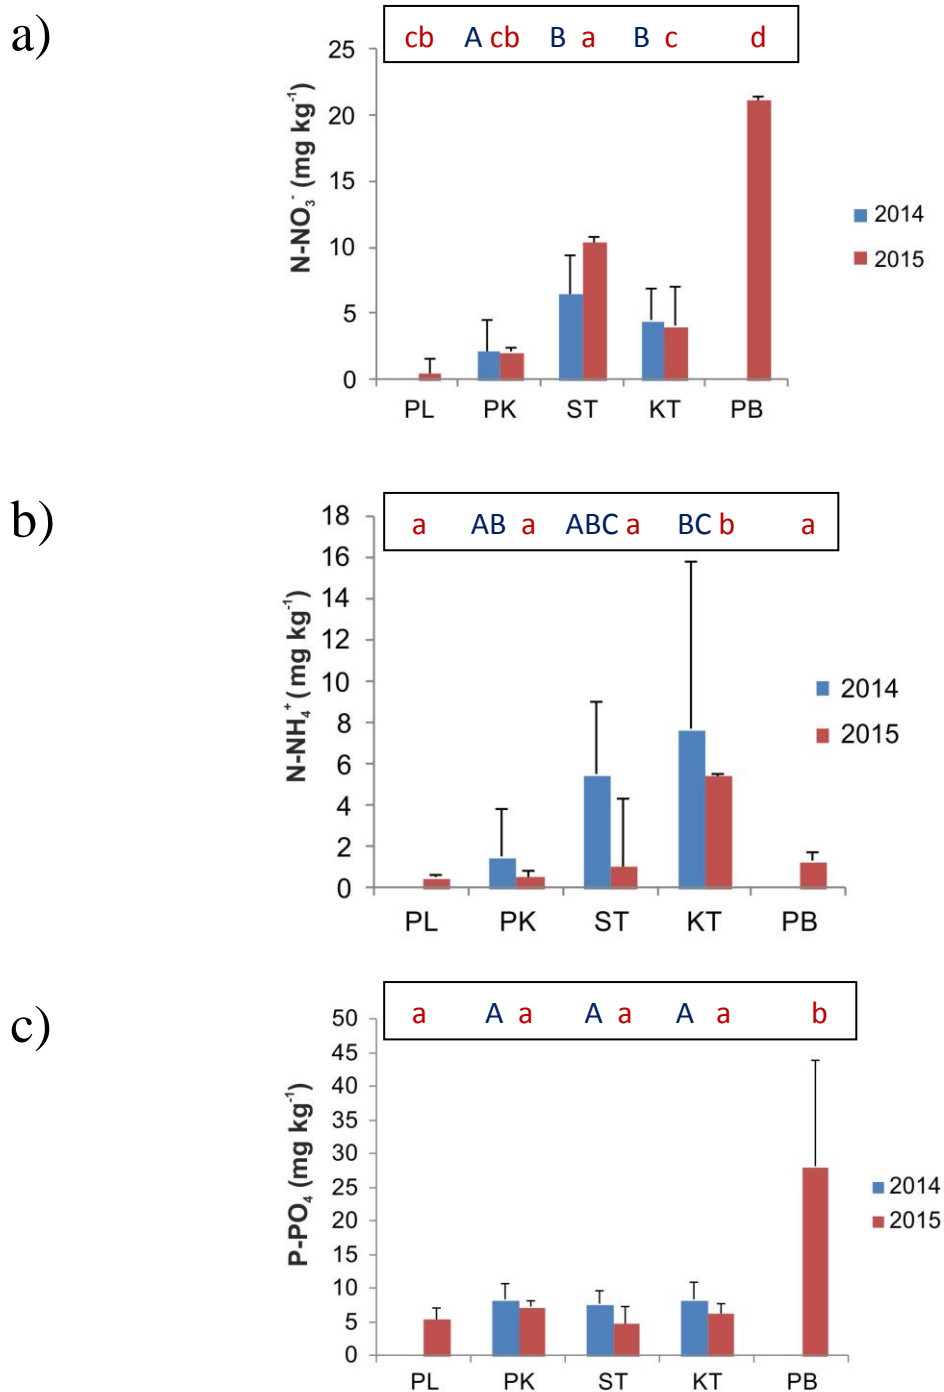 a)
cb A cb B a B c d
25
20
15
10
5
0
N-NO₃⁻ (mg kg⁻¹)
PL PK ST KT PB
2014
2015
b)
a AB a ABC a BC b a
18
16
14
12
10
8
6
4
2
0
N-NH₄⁺ (mg kg⁻¹)
PL PK ST KT PB
2014
2015
c)
a A a A a A a b
50
45
40
35
30
25
20
15
10
5
0
P-PO₄ (mg kg⁻¹)
PL PK ST KT PB
2014
2015